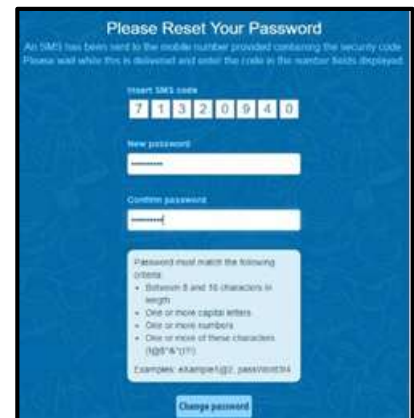 Please Reset Your Password
An SMS has been sent to the mobile number provided containing the security code
Please wait while this is delivered and enter the code in the number fields displayed
Insert SMS code
7 1 3 2 0 9 4 0
New password
Confirm password
Password must match the following
criteria:
• Between 8 and 16 characters in
length
• One or more capital letters
• One or more numbers
• One or more of these characters
Examples: eXample1@2,
Change password